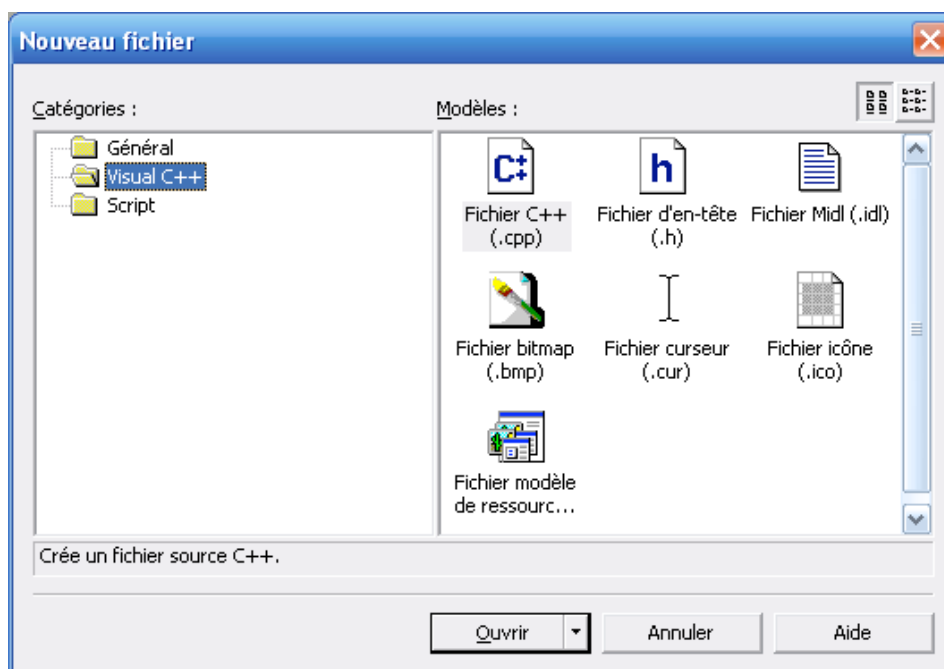 Nouveau fichier
Catégories :
Modèles :
Général
Visual C++
Script
Fichier C++
(.cpp)
Fichier d'en-tête
(.h)
Fichier Midl (.idl)
Fichier bitmap
(.bmp)
Fichier curseur
(.cur)
Fichier icône
(.ico)
Fichier modèle
de ressourc...
Crée un fichier source C++.
Ouvrir
Annuler
Aide